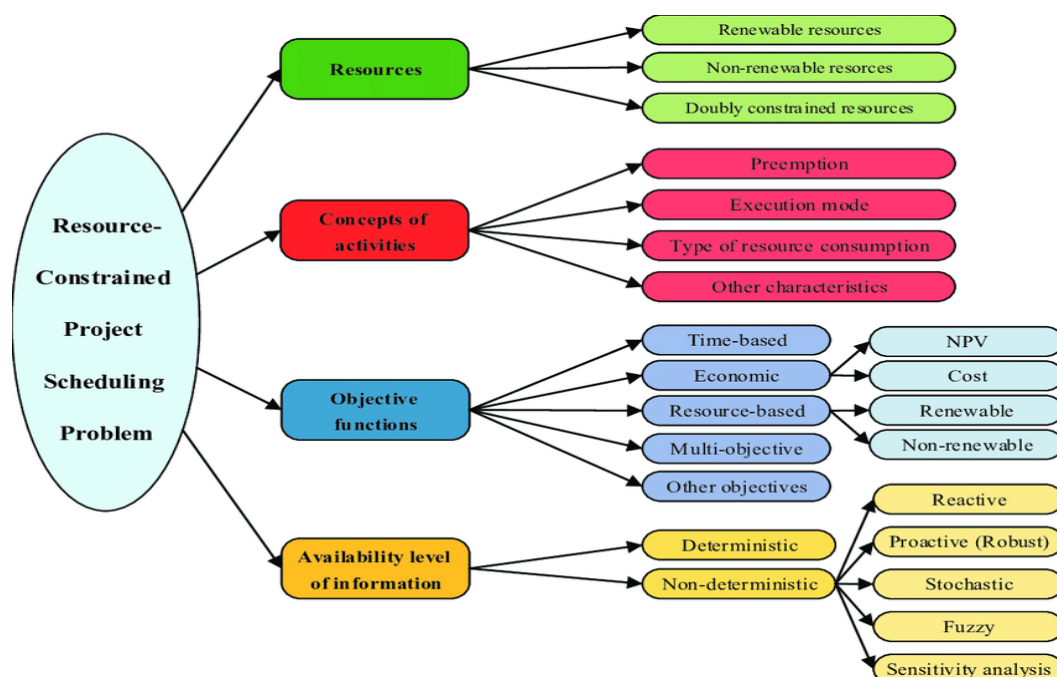 Resource-
Constrained
Project
Scheduling
Problem
Resources
Renewable resources
Non-renewable resorces
Doubly constrained resources
Concepts of
activities
Preemption
Execution mode
Type of resource consumption
Other characteristics
Objective
functions
Time-based
Economic
NPV
Cost
Resource-based
Renewable
Non-renewable
Multi-objective
Other objectives
Availability level
of information
Deterministic
Non-deterministic
Reactive
Proactive (Robust)
Stochastic
Fuzzy
Sensitivity analysis